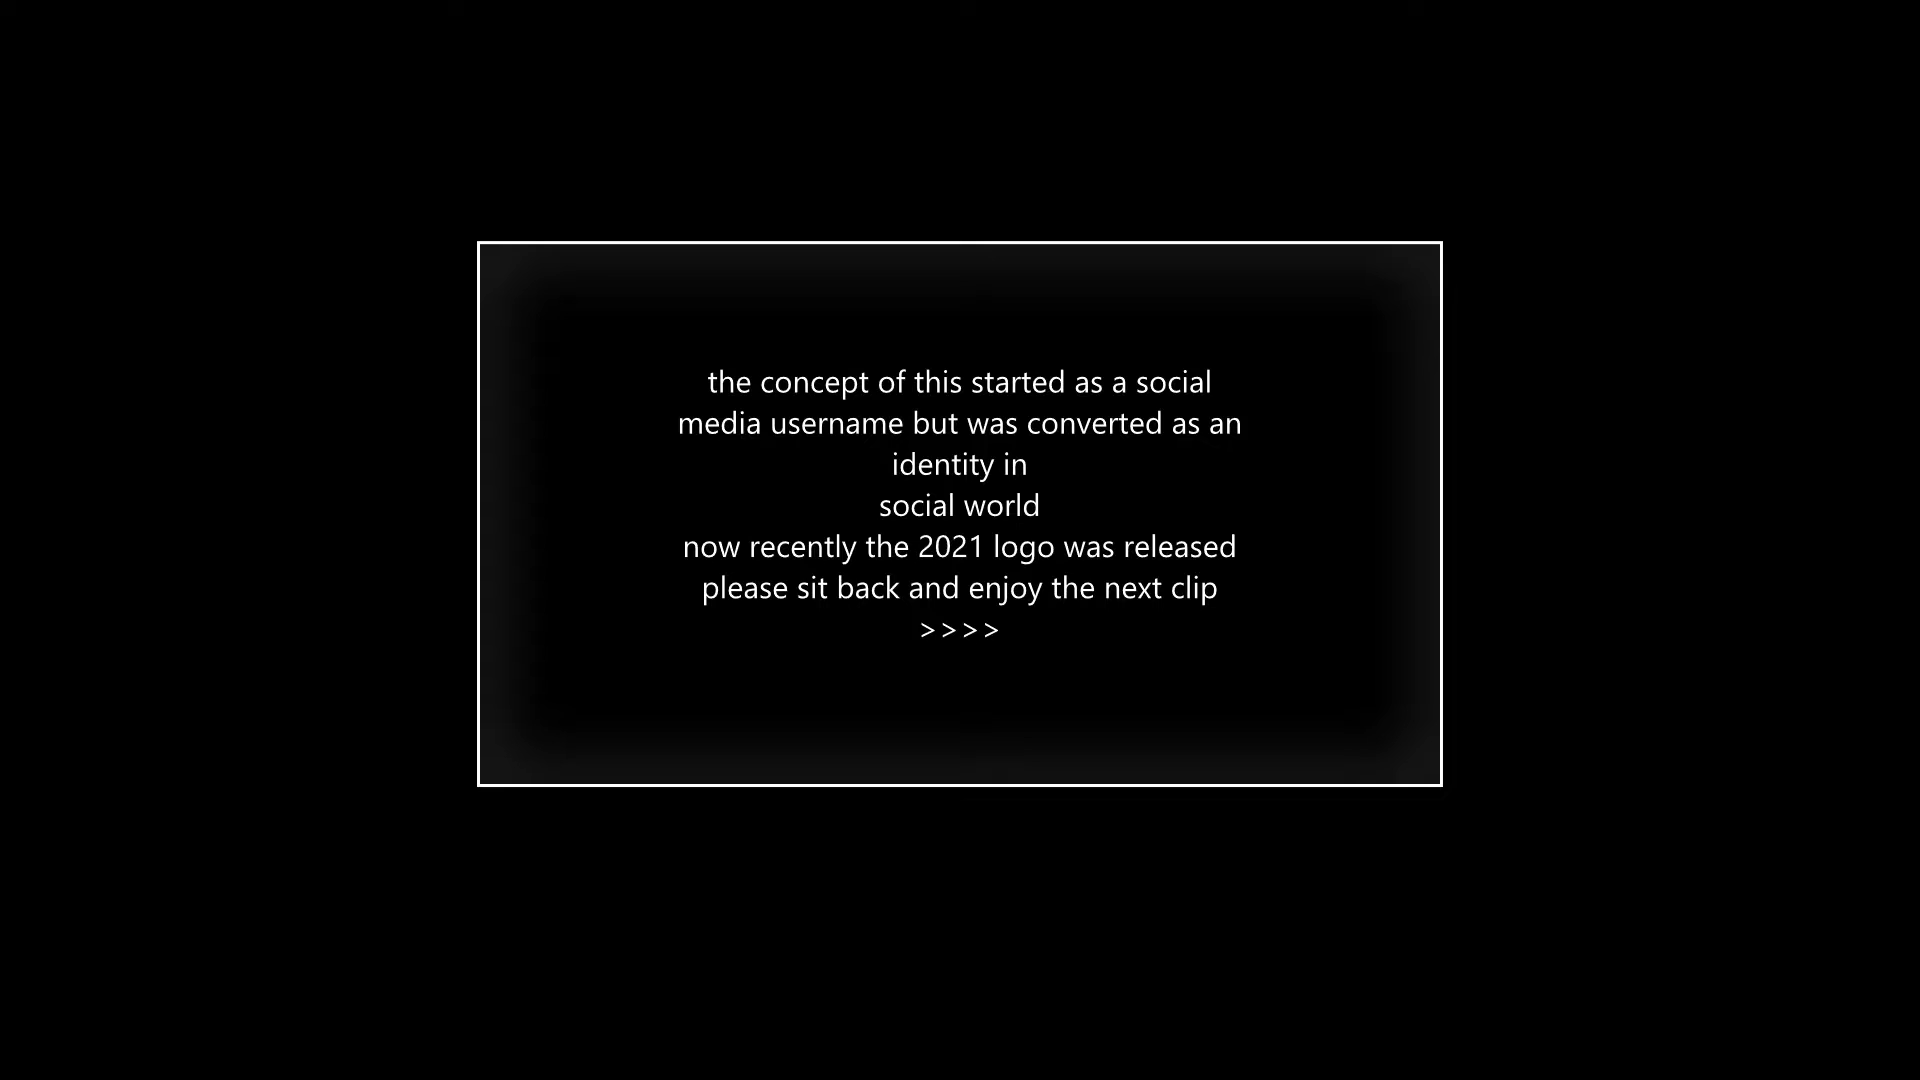 the concept of this started as a social
media username but was converted as an
identity in
social world
now recently the 2021 logo was released
please sit back and enjoy the next clip
>>>>